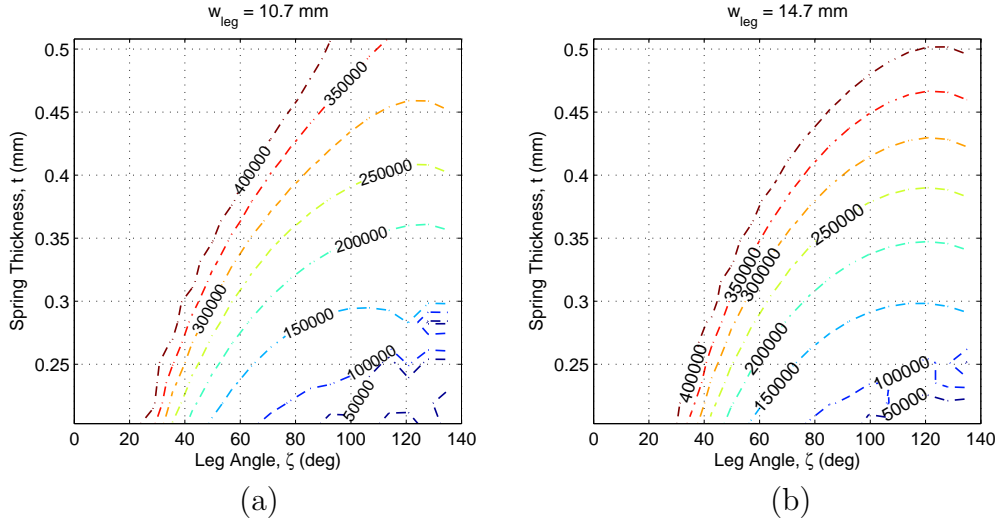 w_leg = 10.7 mm
0.5
0.45
0.4
0.35
0.3
0.25
Spring Thickness, t (mm)
400000
350000
300000
250000
200000
150000
100000
50000
0 20 40 60 80 100 120 140
Leg Angle, ζ (deg)
(a)
w_leg = 14.7 mm
0.5
0.45
0.4
0.35
0.3
0.25
Spring Thickness, t (mm)
400000
350000
300000
250000
200000
150000
100000
50000
0 20 40 60 80 100 120 140
Leg Angle, ζ (deg)
(b)